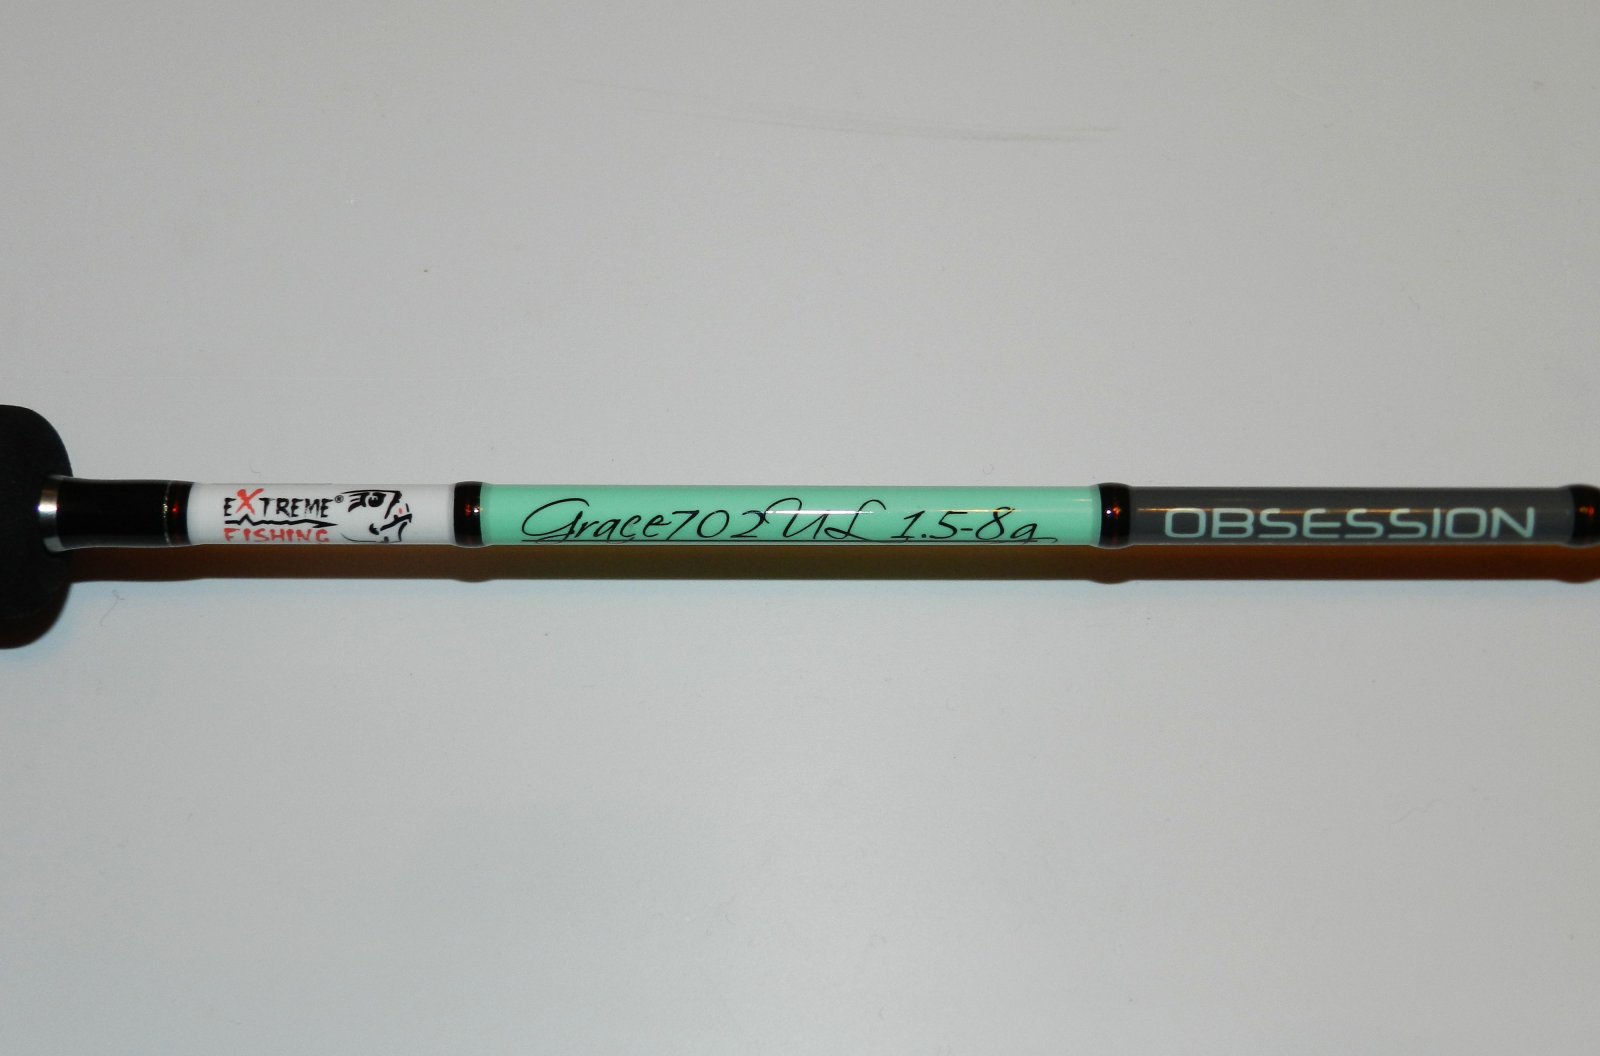 EXTREME®
FISHING
Grace702UL 1.5-8g
OBSESSION